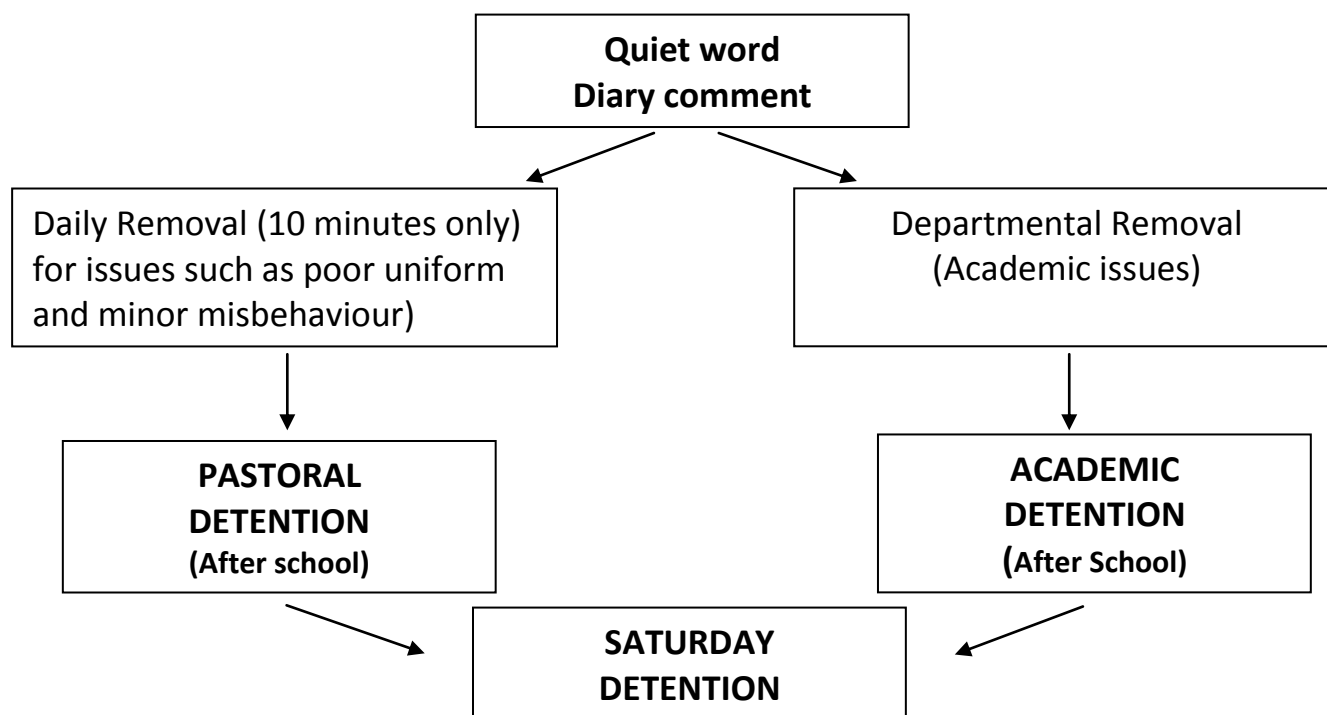 Quiet word
Diary comment
Daily Removal (10 minutes only)
for issues such as poor uniform
and minor misbehaviour)
Departmental Removal
(Academic issues)
PASTORAL
DETENTION
(After school)
ACADEMIC
DETENTION
(After School)
SATURDAY
DETENTION